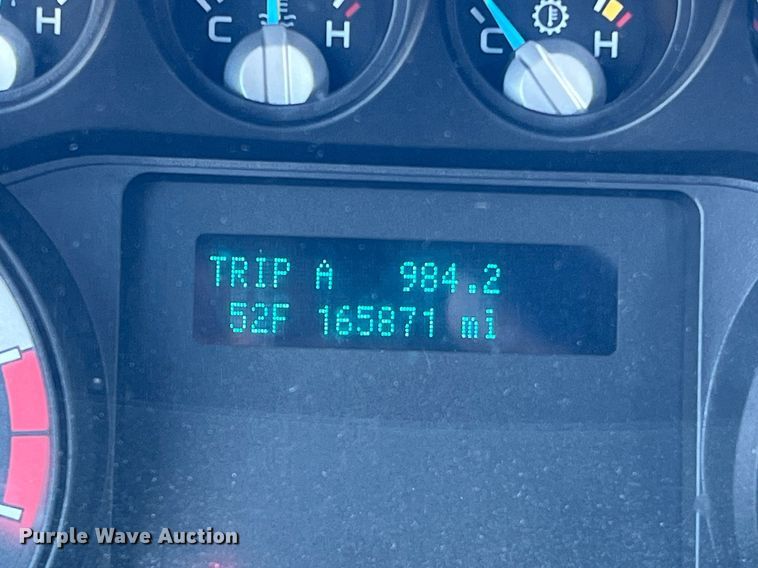 H
C H
C H
TRIP A 984.2
52F 165871 mi
Purple Wave Auction